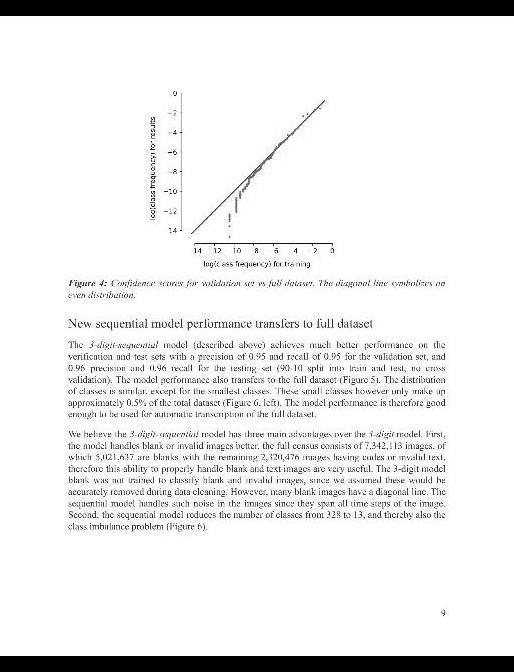 0
−2
−4
−6
−8
−10
−12
14
log(class frequency) for results
14 12 10 8 6 4 2 0
log(class frequency) for training
Figure 4: Confidence scores for validation set vs full dataset. The diagonal line symbolizes an
even distribution.
New sequential model performance transfers to full dataset
The 3-digit-sequential model (described above) achieves much better performance on the
verification and test sets with a precision of 0.95 and recall of 0.95 for the validation set, and
0.96 precision and 0.96 recall for the testing set (90-10 split into train and test, no cross
validation). The model performance also transfers to the full dataset (Figure 5). The distribution
of classes is similar, except for the smallest classes. These small classes however only make up
approximately 0.5% of the total dataset (Figure 6, left). The model performance is therefore good
enough to be used for automatic transcription of the full dataset.
We believe the 3-digit-sequential model has three main advantages over the 3-digit model. First,
the model handles blank or invalid images better. the full census consists of 7,342,113 images, of
which 5,021,637 are blanks with the remaining 2,320,476 images having codes or invalid text,
therefore this ability to properly handle blank and text images are very useful. The 3-digit model
blank was not trained to classify blank and invalid images, since we assumed these would be
accurately removed during data cleaning. However, many blank images have a diagonal line. The
sequential model handles such noise in the images since they span all time steps of the image.
Second, the sequential model reduces the number of classes from 328 to 13, and thereby also the
class imbalance problem (Figure 6).
9